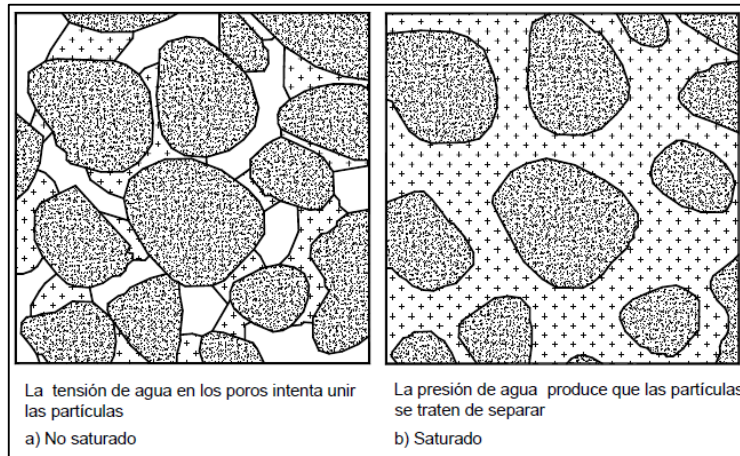 La tensión de agua en los poros intenta unir
las partículas
a) No saturado
La presión de agua produce que las partículas
se traten de separar
b) Saturado